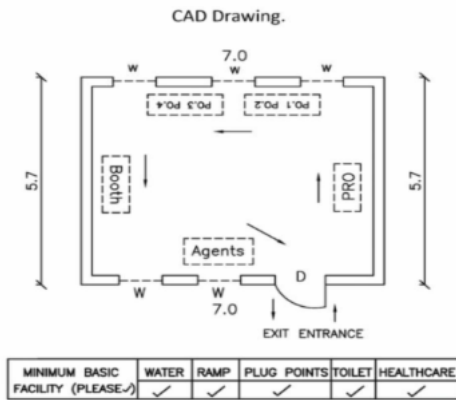 CAD Drawing.
7.0
W W W
PO.4 PO.3 PO.2 PO.1
5.7
Booth
PRO
5.7
Agents
D
W W
7.0
EXIT ENTRANCE
MINIMUM BASIC FACILITY (PLEASE✓) WATER RAMP PLUG POINTS TOILET HEALTHCARE
✓ ✓ ✓ ✓ ✓